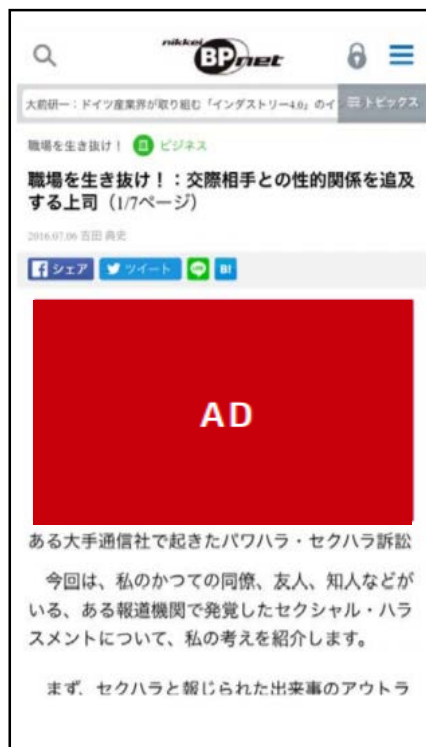 nikkei BPnet
大前研一：ドイツ産業界が取り組む「インダストリー4.0」のイ
トピックス
職場を生き抜け！ ビジネス
職場を生き抜け！：交際相手との性的関係を追及
する上司（1/7ページ）
2016.07.06 吉田 典史
シェア ツイート LINE B!
AD
ある大手通信社で起きたパワハラ・セクハラ訴訟
今回は、私のかつての同僚、友人、知人などが
いる、ある報道機関で発覚したセクシャル・ハラ
スメントについて、私の考えを紹介します。
まず、セクハラと報じられた出来事のアウトラ